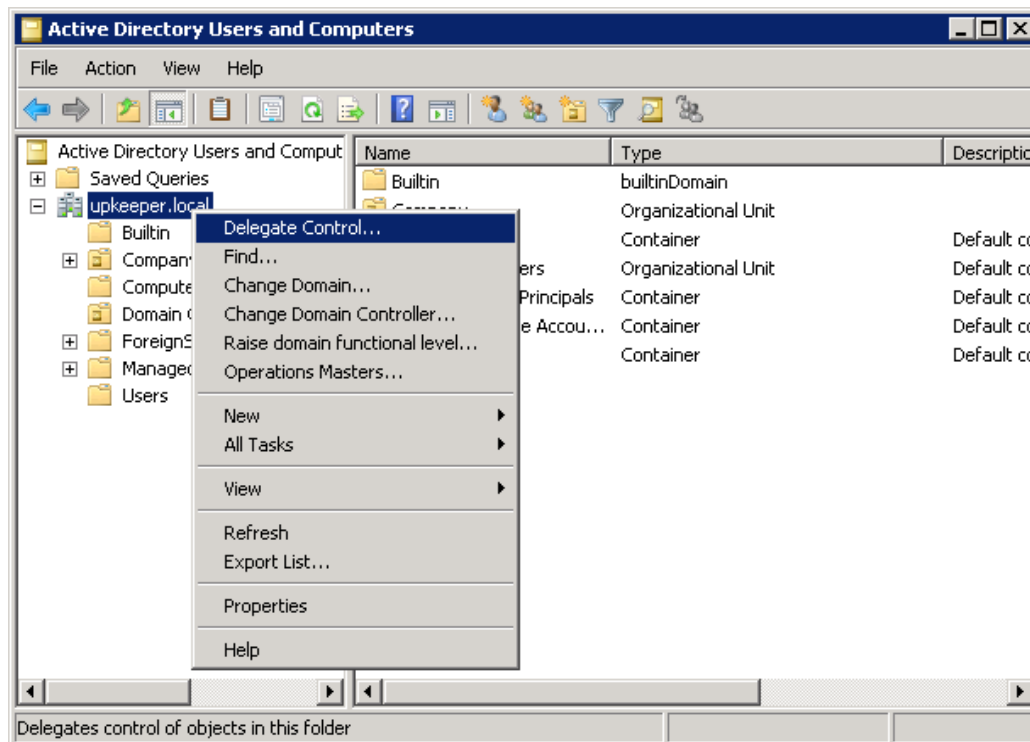 Active Directory Users and Computers
File Action View Help
Active Directory Users and Comput
Name Type Descriptio
Saved Queries
upkeeper.local
Builtin
Company
Compute
Domain
ForeignS
Managed
Users
Builtin builtinDomain
Organizational Unit
Container Default co
ers Organizational Unit Default co
Principals Container Default co
e Accou... Container Default co
Container Default co
Delegate Control...
Find...
Change Domain...
Change Domain Controller...
Raise domain functional level...
Operations Masters...
New
All Tasks
View
Refresh
Export List...
Properties
Help
Delegates control of objects in this folder